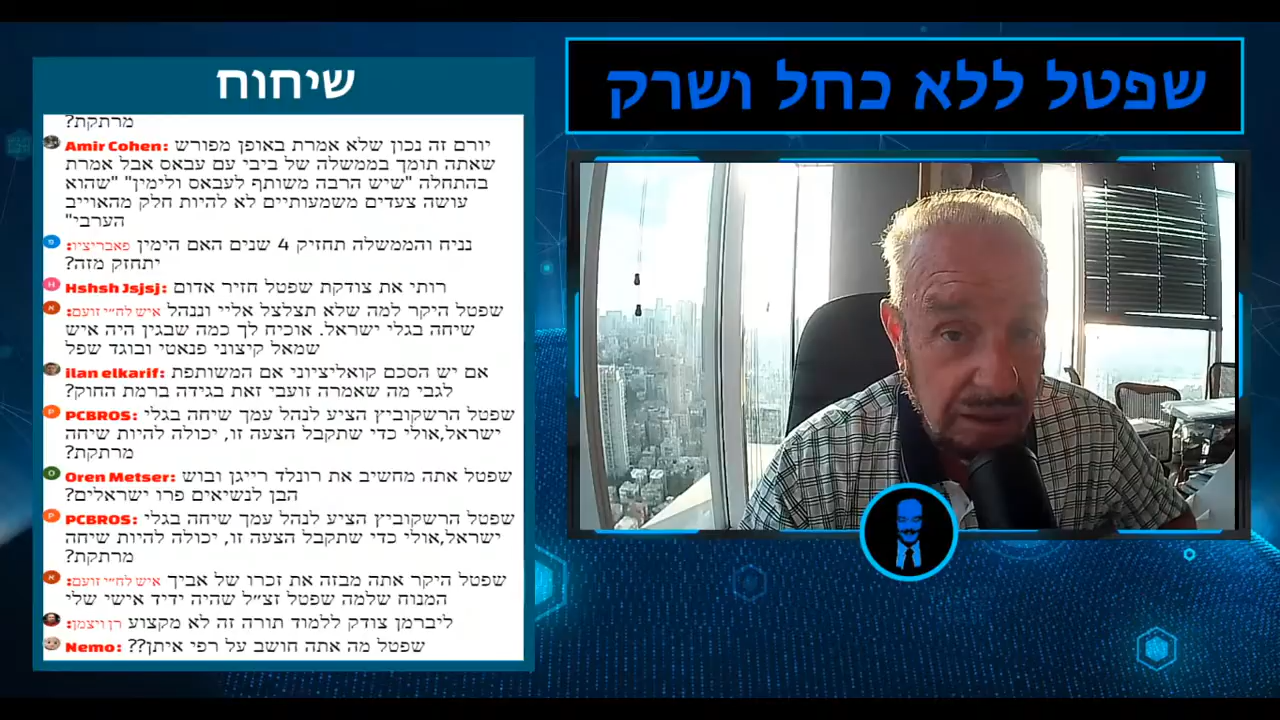 שפטל ללא כחל ושרק
שיחוח
מרתקת?
Amir Cohen: יורם זה נכון שלא אמרת באופן מפורש
שאתה תומך בממשלה של ביבי עם עבאס אבל אמרת
בהתחלה "שיש הרבה משותף לעבאס ולימין" "שהוא
עושה צעדים משמעותיים לא להיות חלק מהאוייב
הערבי"
פאבריציו: נניח והממשלה תחזיק 4 שנים האם הימין
יתחזק מזה?
Hshsh Jsjsj: רותי את צודקת שפטל חזיר אדום
איש לח״י זועם: שפטל היקר למה שלא תצלצל אליי וננהל
שיחה בגלי ישראל. אוכיח לך כמה שבגין היה איש
שמאל קיצוני פנאטי ובוגד שפל
ilan elkarif: אם יש הסכם קואליציוני אם המשותפת
לגבי מה שאמרה זועבי זאת בגידה ברמת החוק?
PCBROS: שפטל הרשקוביץ הציע לנהל עמך שיחה בגלי
ישראל,אולי כדי שתקבל הצעה זו, יכולה להיות שיחה
מרתקת?
Oren Metser: שפטל אתה מחשיב את רונלד רייגן ובוש
הבן לנשיאים פרו ישראלים?
PCBROS: שפטל הרשקוביץ הציע לנהל עמך שיחה בגלי
ישראל,אולי כדי שתקבל הצעה זו, יכולה להיות שיחה
מרתקת?
איש לח״י זועם: שפטל היקר אתה מבזה את זכרו של אביך
המנוח שלמה שפטל זצ״ל שהיה ידיד אישי שלי
רן ויצמן: ליברמן צודק ללמוד תורה זה לא מקצוע
Nemo: שפטל מה אתה חושב על רפי איתן??